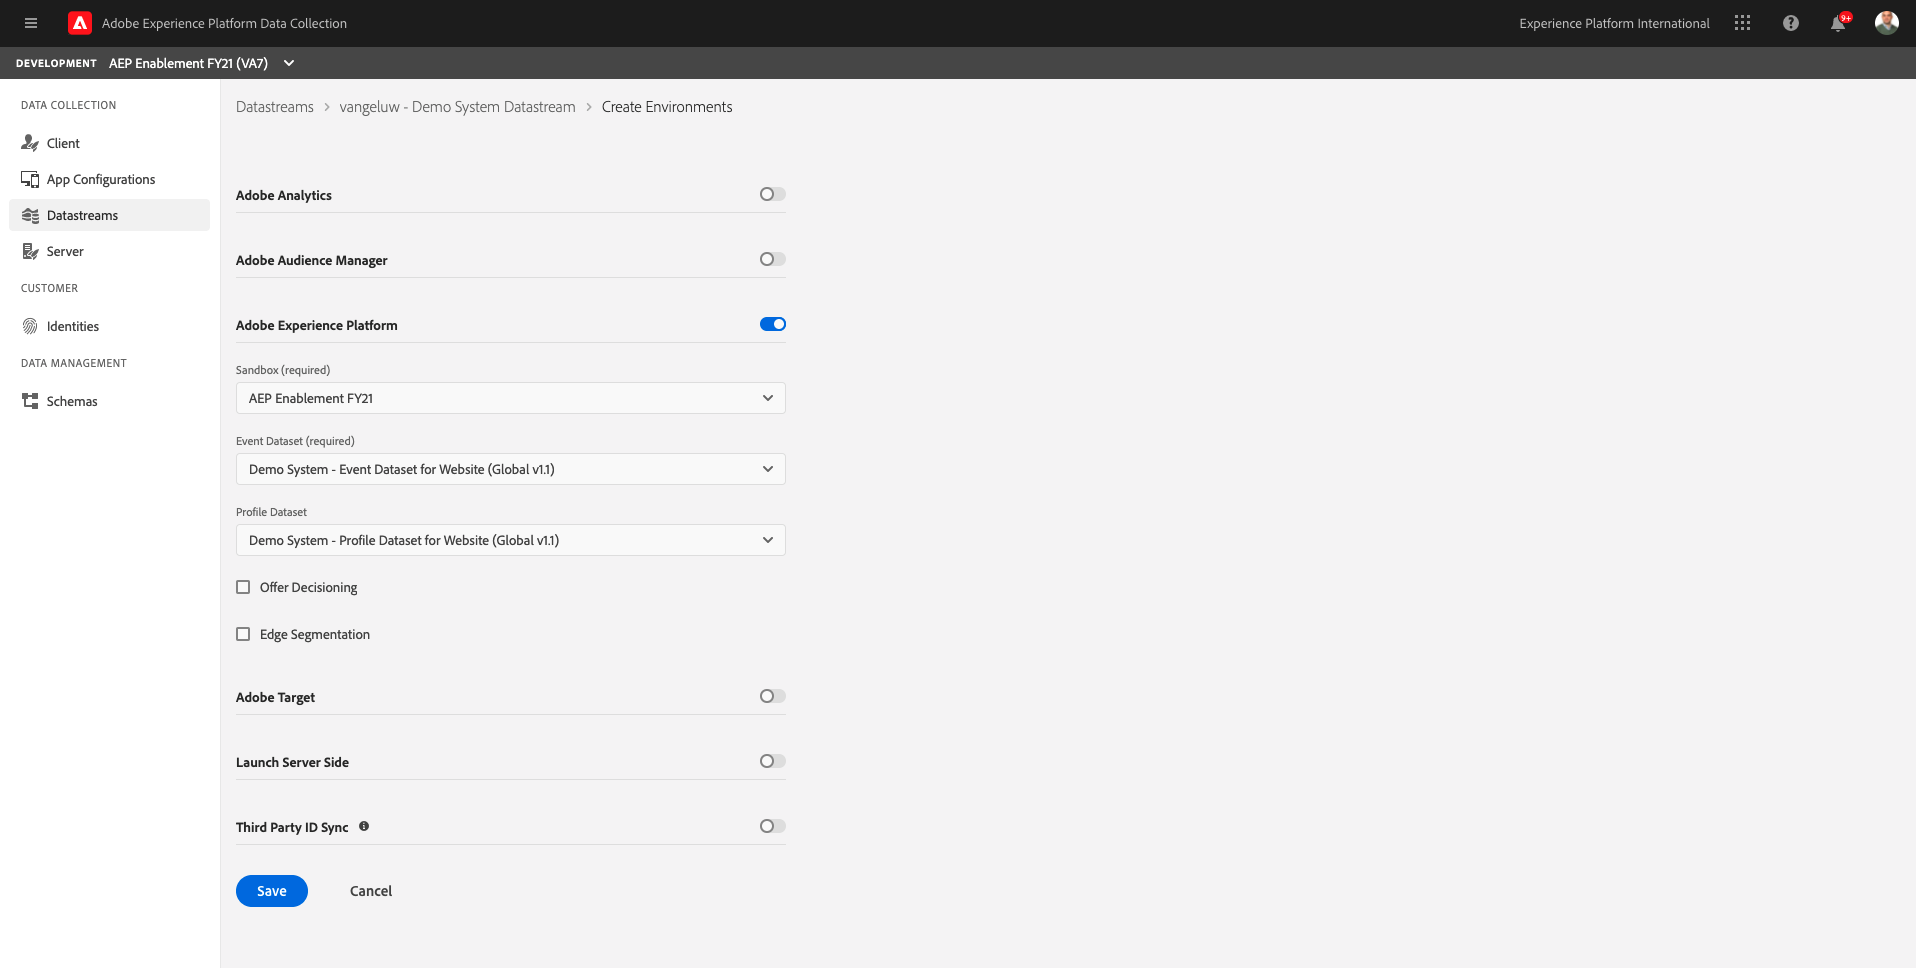 Adobe Experience Platform Data Collection
Experience Platform International
9+
DEVELOPMENT AEP Enablement FY21 (VA7)
DATA COLLECTION
Client
App Configurations
Datastreams
Server
CUSTOMER
Identities
DATA MANAGEMENT
Schemas
Datastreams > vangeluw - Demo System Datastream > Create Environments
Adobe Analytics
Adobe Audience Manager
Adobe Experience Platform
Sandbox (required)
AEP Enablement FY21
Event Dataset (required)
Demo System - Event Dataset for Website (Global v1.1)
Profile Dataset
Demo System - Profile Dataset for Website (Global v1.1)
Offer Decisioning
Edge Segmentation
Adobe Target
Launch Server Side
Third Party ID Sync
Save Cancel